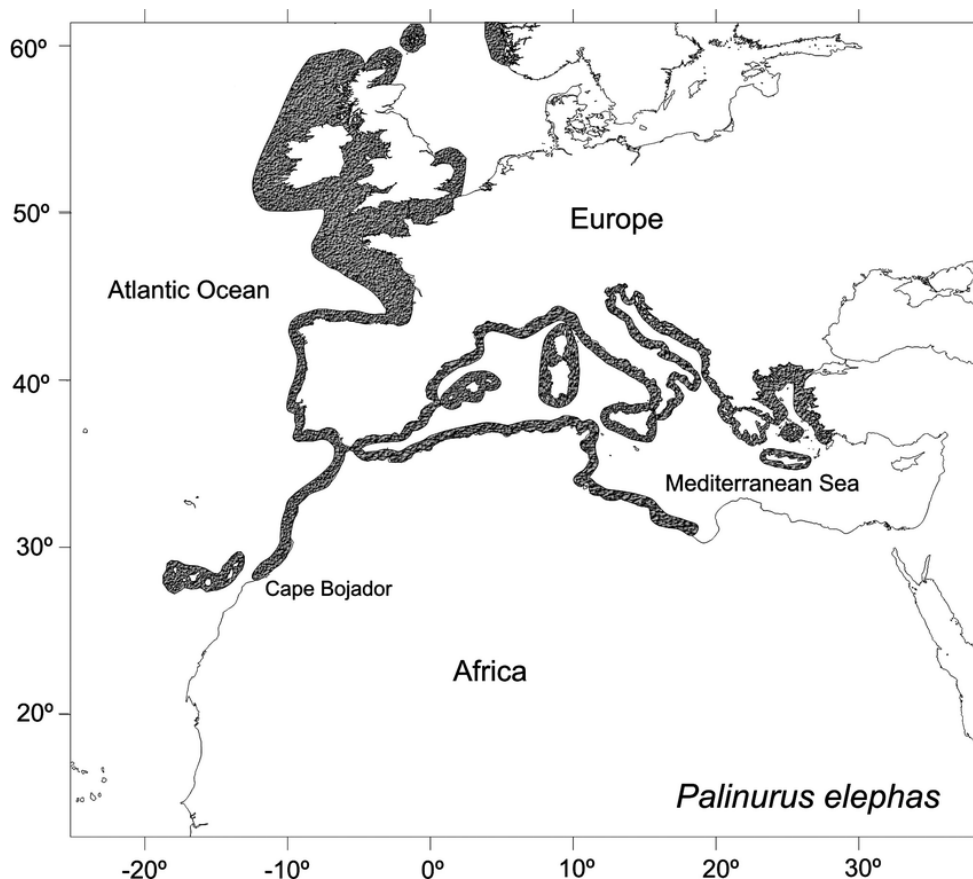 60º
50º
Europe
Atlantic Ocean
40º
Mediterranean Sea
30º
Cape Bojador
Africa
20º
Palinurus elephas
-20º
-10º
0º
10º
20º
30º